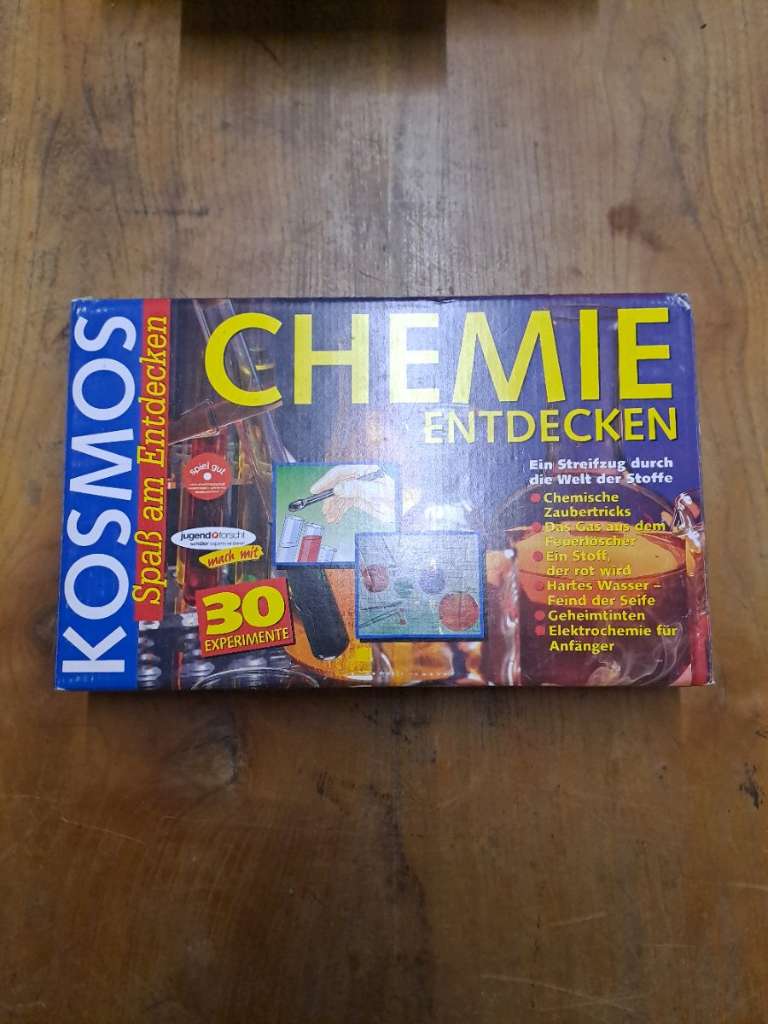 KOSMOS
Spaß am Entdecken
CHEMIE
ENTDECKEN
Ein Streifzug durch
die Welt der Stoffe
Chemische
Zaubertricks
Das Gas aus dem
Feuerlöscher
Ein Stoff,
der rot wird
Hartes Wasser –
Feind der Seife
Geheimtinten
Elektrochemie für
Anfänger
spiel gut
jugend forscht
mach mit
30
EXPERIMENTE